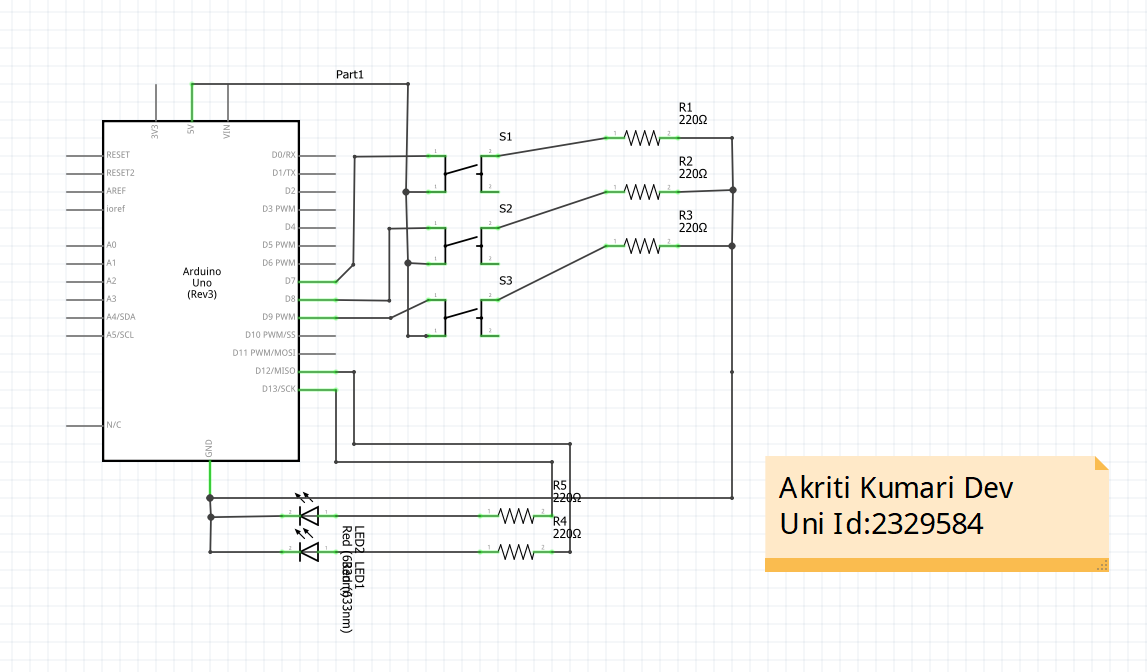 Part1
3V3
5V
VIN
RESET
RESET2
AREF
ioref
A0
A1
A2
A3
A4/SDA
A5/SCL
N/C
Arduino
Uno
(Rev3)
D0/RX
D1/TX
D2
D3 PWM
D4
D5 PWM
D6 PWM
D7
D8
D9 PWM
D10 PWM/SS
D11 PWM/MOSI
D12/MISO
D13/SCK
GND
S1
S2
S3
R1
220Ω
R2
220Ω
R3
220Ω
R5
220Ω
R4
220Ω
LED2
LED1
Red (633nm)
Akriti Kumari Dev
Uni Id:2329584